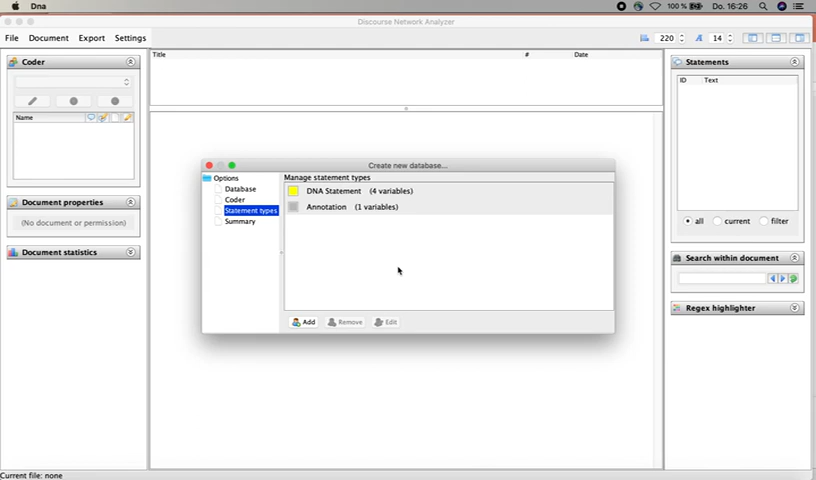 Dna 100 % Do. 16:26
Discourse Network Analyzer
File Document Export Settings 220 14
Coder
Name
Document properties
(No document or permission)
Document statistics
Title # Date
Create new database...
Options
Database
Coder
Statement types
Summary
Manage statement types
DNA Statement (4 variables)
Annotation (1 variables)
Add Remove Edit
Statements
ID Text
all current filter
Search within document
Regex highlighter
Current file: none